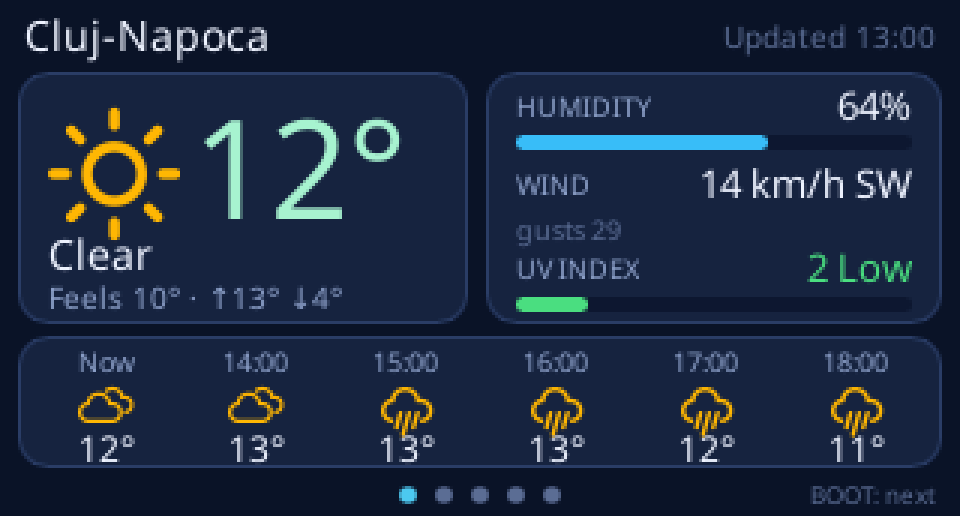 Cluj-Napoca
Updated 13:00
12°
Clear
Feels 10° · ↑13° ↓4°
HUMIDITY 64%
WIND 14 km/h SW
gusts 29
UV INDEX 2 Low
Now 14:00 15:00 16:00 17:00 18:00
12° 13° 13° 13° 12° 11°
BOOT: next